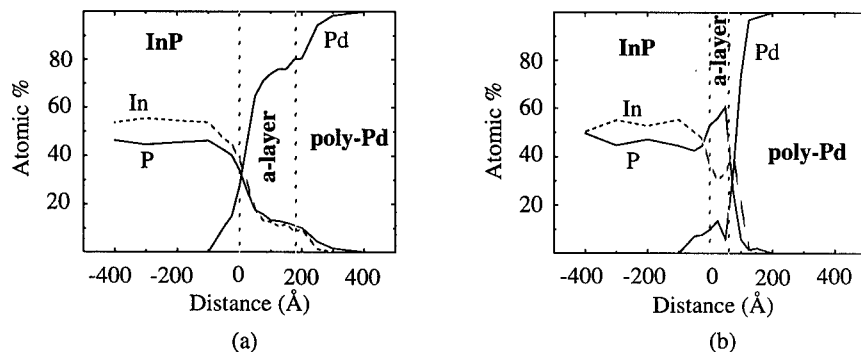 InP
Pd
80
60
In
40
P
20
Atomic %
a-layer
poly-Pd
-400
-200
0
200
400
Distance (Å)
(a)
InP
a-layer
Pd
80
60
In
40
P
20
Atomic %
poly-Pd
-400
-200
0
200
400
Distance (Å)
(b)